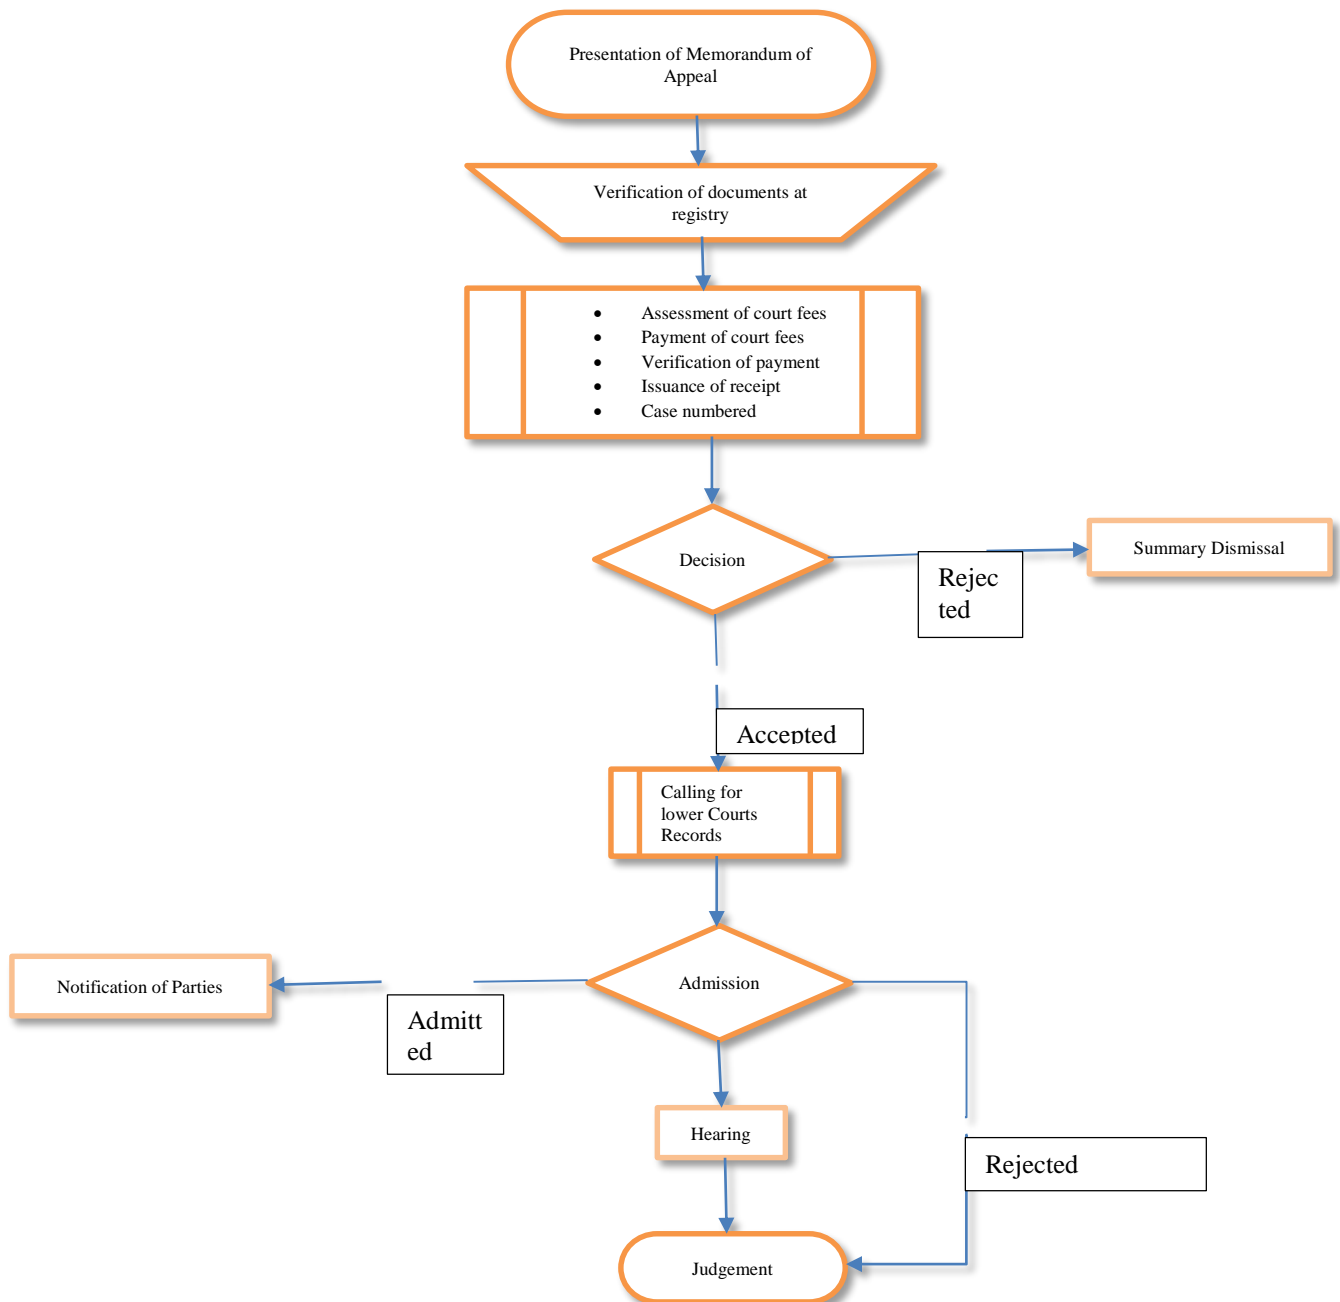 Presentation of Memorandum of
Appeal
Verification of documents at
registry
• Assessment of court fees
• Payment of court fees
• Verification of payment
• Issuance of receipt
• Case numbered
Decision
Rejec
ted
Summary Dismissal
Accepted
Calling for
lower Courts
Records
Notification of Parties
Admitt
ed
Admission
Hearing
Rejected
Judgement